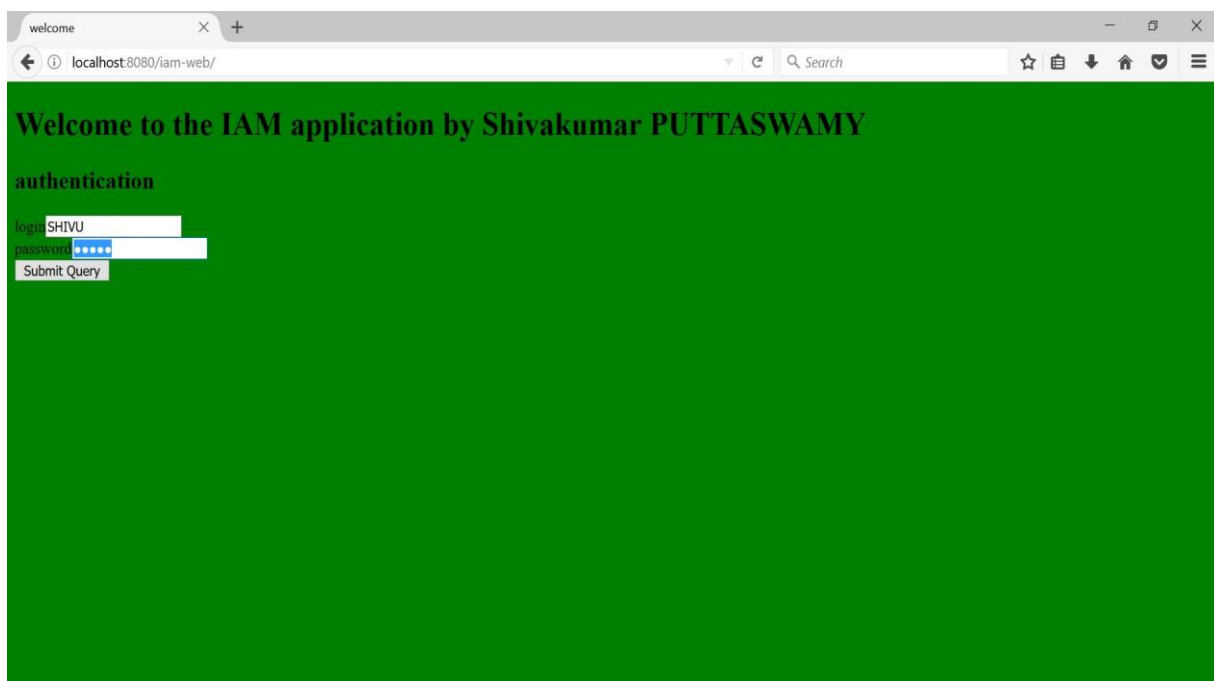 welcome
localhost:8080/iam-web/
Search
Welcome to the IAM application by Shivakumar PUTTASWAMY
authentication
login SHIVU
password •••••
Submit Query